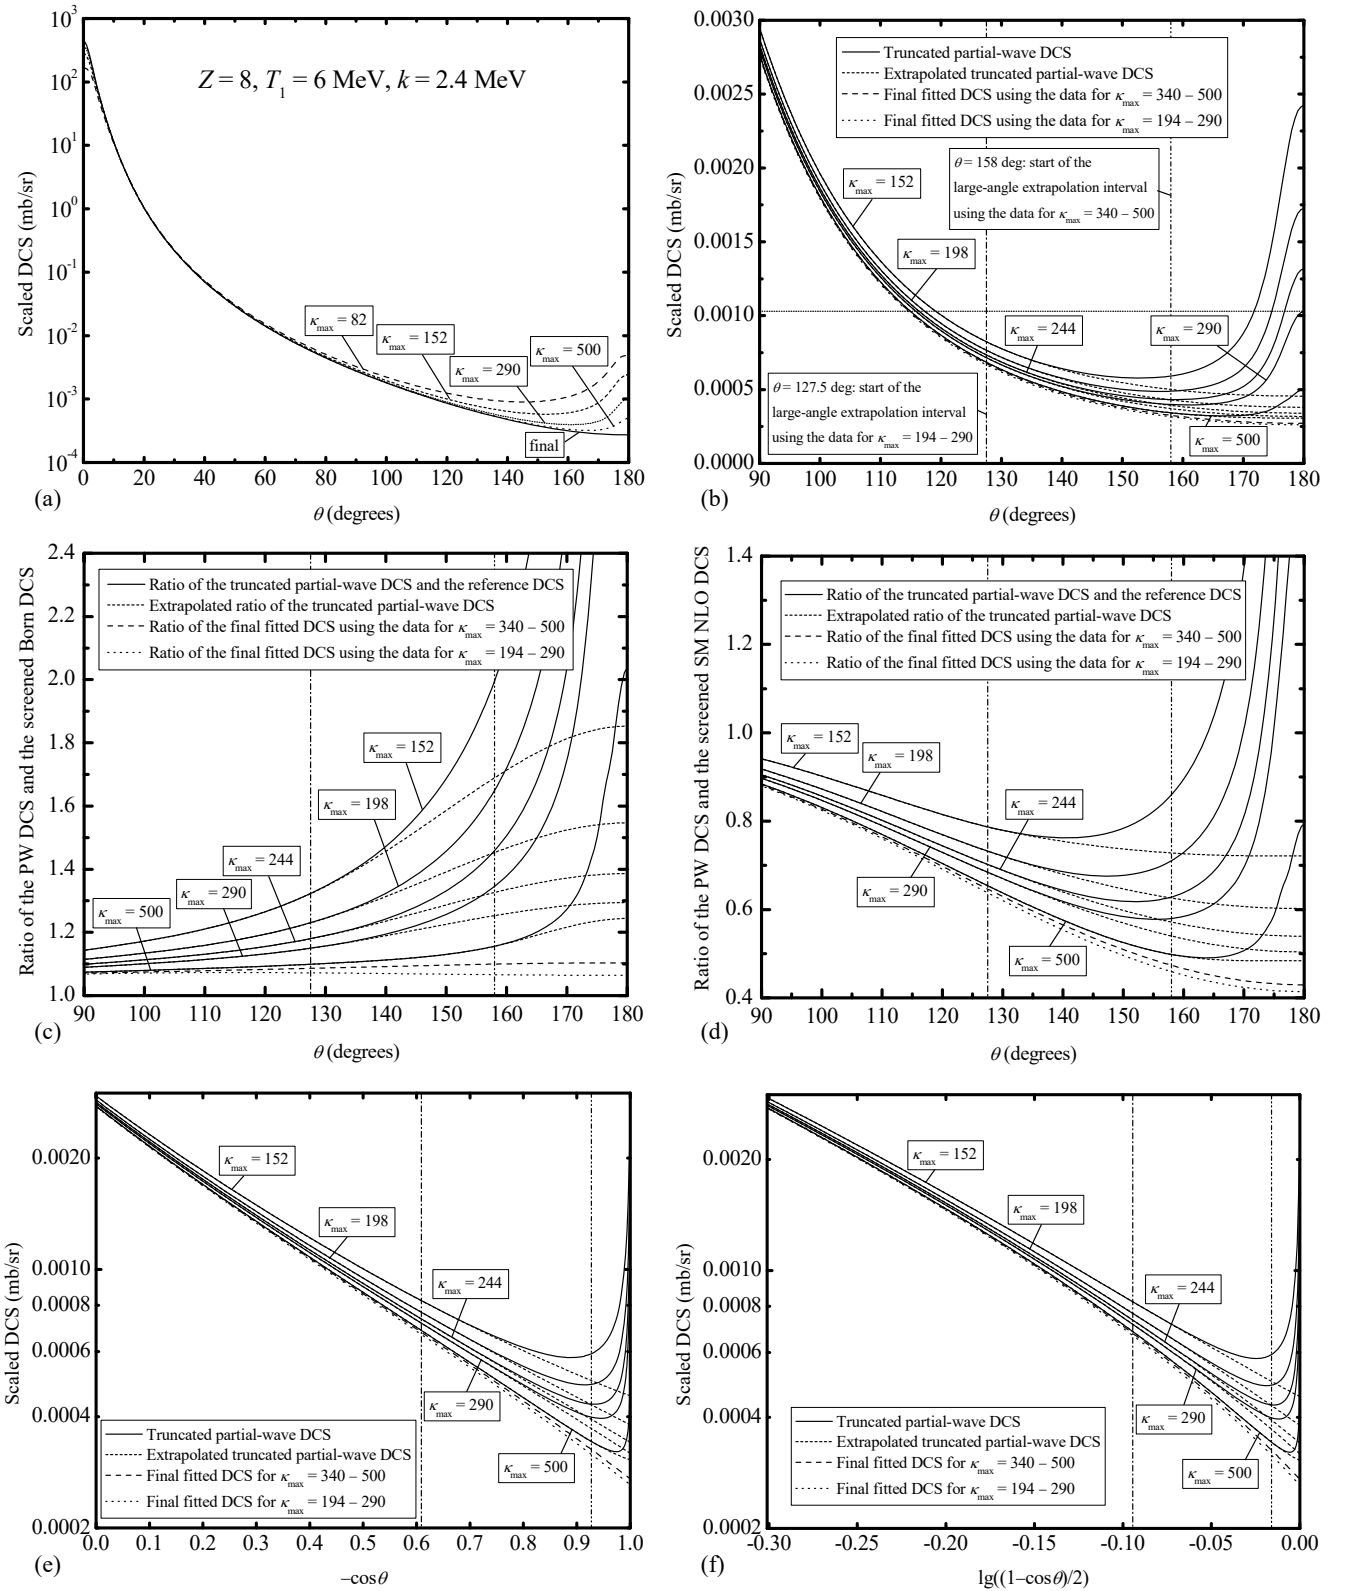 Z = 8, T1 = 6 MeV, k = 2.4 MeV
Scaled DCS (mb/sr)
10^3
10^2
10^1
10^0
10^-1
10^-2
10^-3
10^-4
κmax = 82
κmax = 152
κmax = 290
κmax = 500
final
0 20 40 60 80 100 120 140 160 180
θ (degrees)
(a)
Scaled DCS (mb/sr)
0.0030
0.0025
0.0020
0.0015
0.0010
0.0005
0.0000
Truncated partial-wave DCS
Extrapolated truncated partial-wave DCS
Final fitted DCS using the data for κmax = 340 – 500
Final fitted DCS using the data for κmax = 194 – 290
θ = 158 deg: start of the
large-angle extrapolation interval
using the data for κmax = 340 – 500
κmax = 152
κmax = 198
κmax = 244
κmax = 290
θ = 127.5 deg: start of the
large-angle extrapolation interval
using the data for κmax = 194 – 290
κmax = 500
90 100 110 120 130 140 150 160 170 180
θ (degrees)
(b)
Ratio of the PW DCS and the screened Born DCS
2.4
2.2
2.0
1.8
1.6
1.4
1.2
1.0
Ratio of the truncated partial-wave DCS and the reference DCS
Extrapolated ratio of the truncated partial-wave DCS
Ratio of the final fitted DCS using the data for κmax = 340 – 500
Ratio of the final fitted DCS using the data for κmax = 194 – 290
κmax = 152
κmax = 198
κmax = 244
κmax = 290
κmax = 500
90 100 110 120 130 140 150 160 170 180
θ (degrees)
(c)
Ratio of the PW DCS and the screened SM NLO DCS
1.4
1.2
1.0
0.8
0.6
0.4
Ratio of the truncated partial-wave DCS and the reference DCS
Extrapolated ratio of the truncated partial-wave DCS
Ratio of the final fitted DCS using the data for κmax = 340 – 500
Ratio of the final fitted DCS using the data for κmax = 194 – 290
κmax = 152
κmax = 198
κmax = 244
κmax = 290
κmax = 500
90 100 110 120 130 140 150 160 170 180
θ (degrees)
(d)
Scaled DCS (mb/sr)
0.0020
0.0010
0.0008
0.0006
0.0004
0.0002
κmax = 152
κmax = 198
κmax = 244
κmax = 290
κmax = 500
Truncated partial-wave DCS
Extrapolated truncated partial-wave DCS
Final fitted DCS for κmax = 340 – 500
Final fitted DCS for κmax = 194 – 290
0.0 0.1 0.2 0.3 0.4 0.5 0.6 0.7 0.8 0.9 1.0
–cosθ
(e)
Scaled DCS (mb/sr)
0.0020
0.0010
0.0008
0.0006
0.0004
0.0002
κmax = 152
κmax = 198
κmax = 244
κmax = 290
κmax = 500
Truncated partial-wave DCS
Extrapolated truncated partial-wave DCS
Final fitted DCS for κmax = 340 – 500
Final fitted DCS for κmax = 194 – 290
-0.30 -0.25 -0.20 -0.15 -0.10 -0.05 0.00
lg((1–cosθ)/2)
(f)